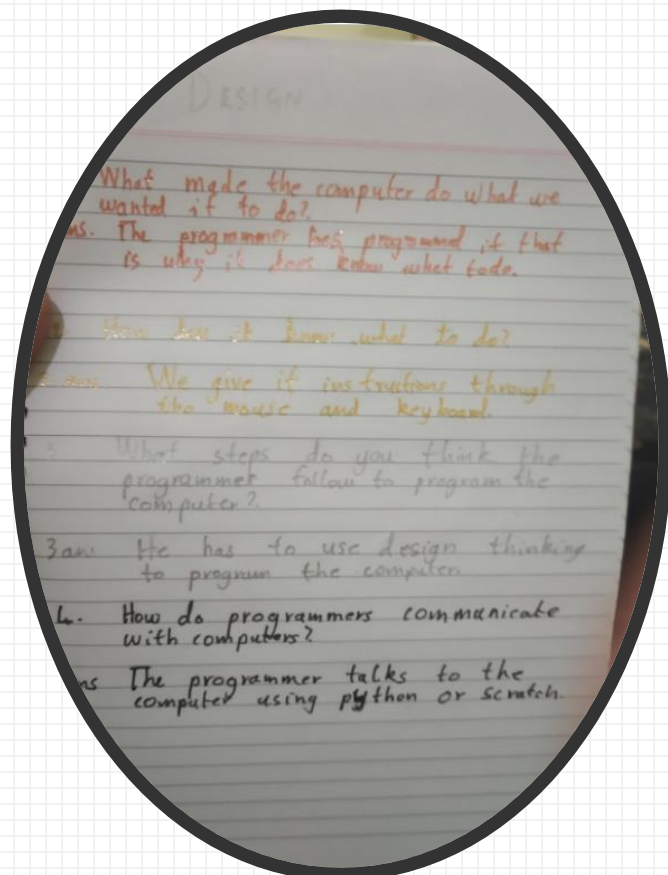 DESIGN
What made the computer do what we
wanted it to do?
ns. The programmer has programmed it that
is why it does know what todo.
How does it know what to do?
ans. We give it instructions through
the mouse and keyboard.
3 What steps do you think the
programmer follow to program the
computer?
3 ans He has to use design thinking
to program the computer.
4. How do programmers communicate
with computers?
ns The programmer talks to the
computer using python or scratch.